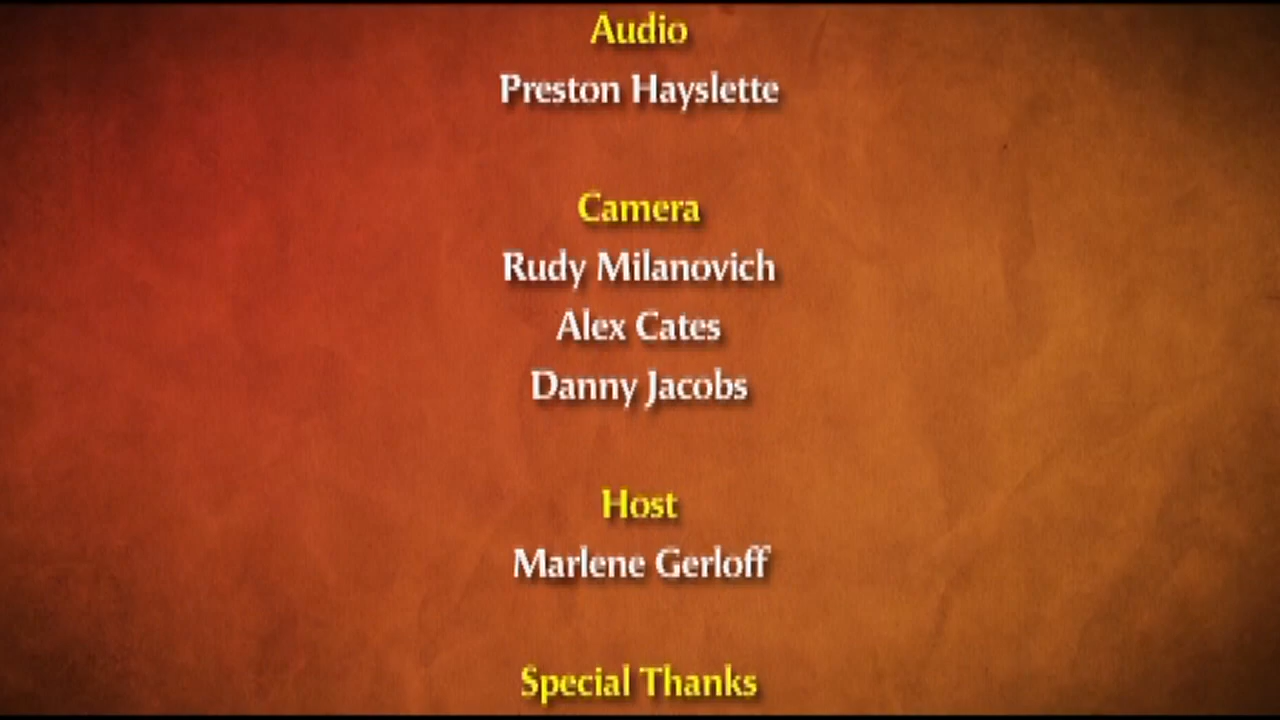 Audio
Preston Hayslette
Camera
Rudy Milanovich
Alex Cates
Danny Jacobs
Host
Marlene Gerloff
Special Thanks